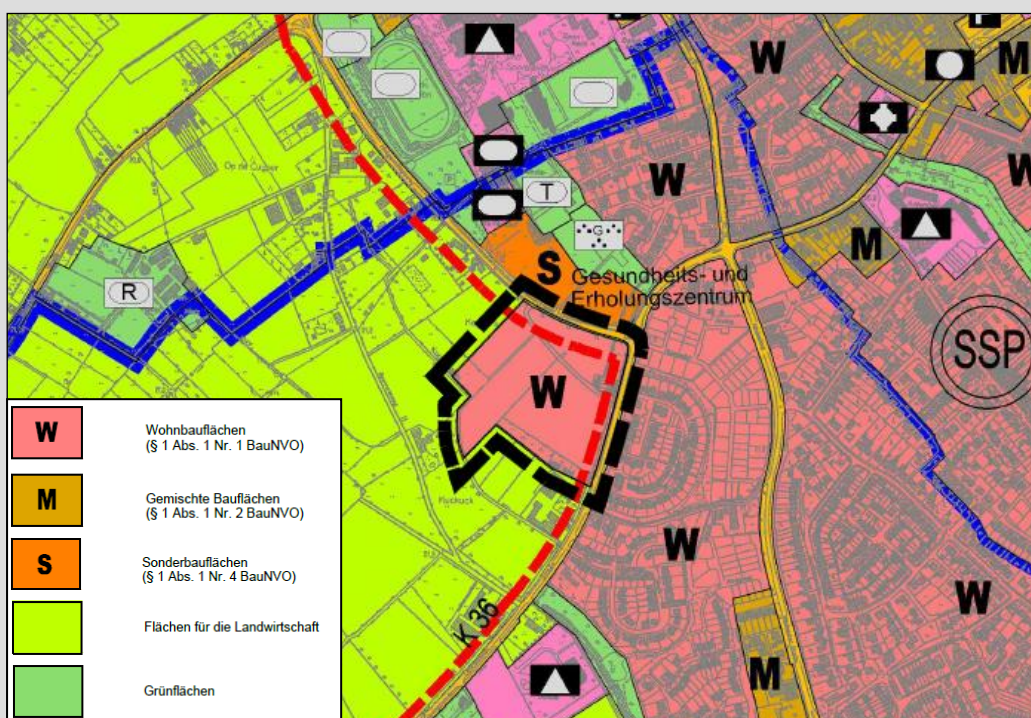 W
M
M
W
W
T
G
M
S
Gesundheits- und
Erholungszentrum
R
SSP
W
W
W
M
K 36
W
Wohnbauflächen
(§ 1 Abs. 1 Nr. 1 BauNVO)
M
Gemischte Bauflächen
(§ 1 Abs. 1 Nr. 2 BauNVO)
S
Sonderbauflächen
(§ 1 Abs. 1 Nr. 4 BauNVO)
Flächen für die Landwirtschaft
Grünflächen